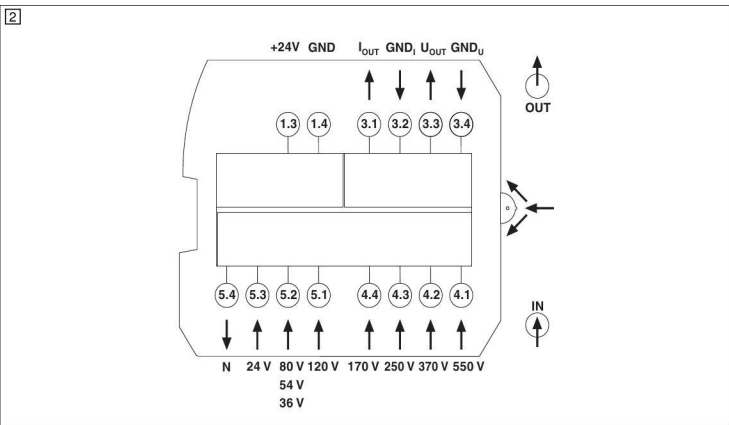 2
+24V GND I_OUT GND_I U_OUT GND_U
OUT
1.3 1.4 3.1 3.2 3.3 3.4
5.4 5.3 5.2 5.1 4.4 4.3 4.2 4.1
IN
N 24 V 80 V 120 V 170 V 250 V 370 V 550 V
54 V
36 V